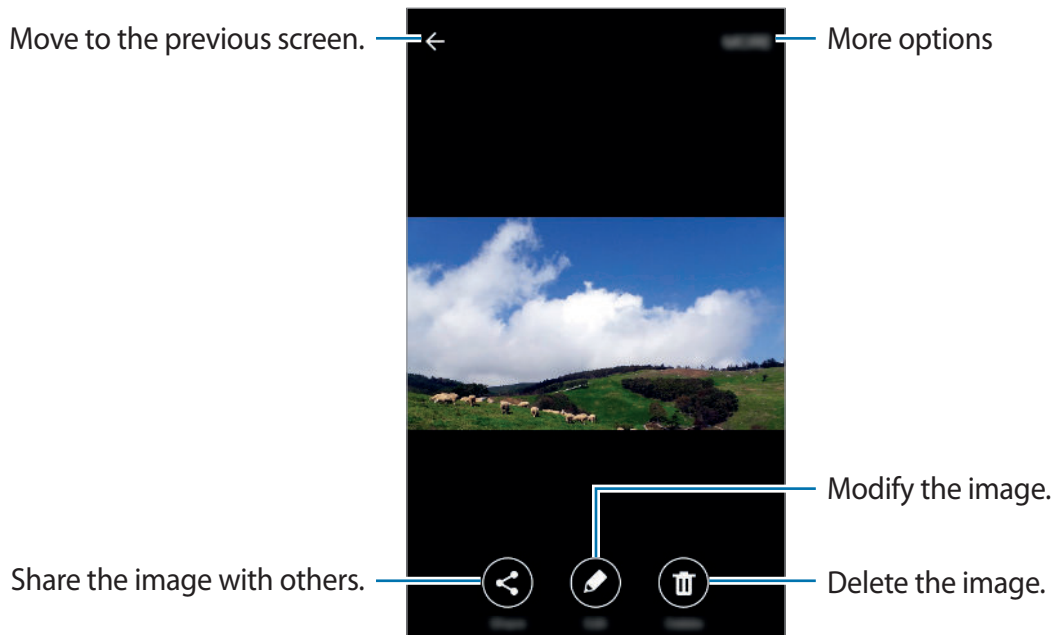 Move to the previous screen.
More options
Modify the image.
Share the image with others.
Delete the image.